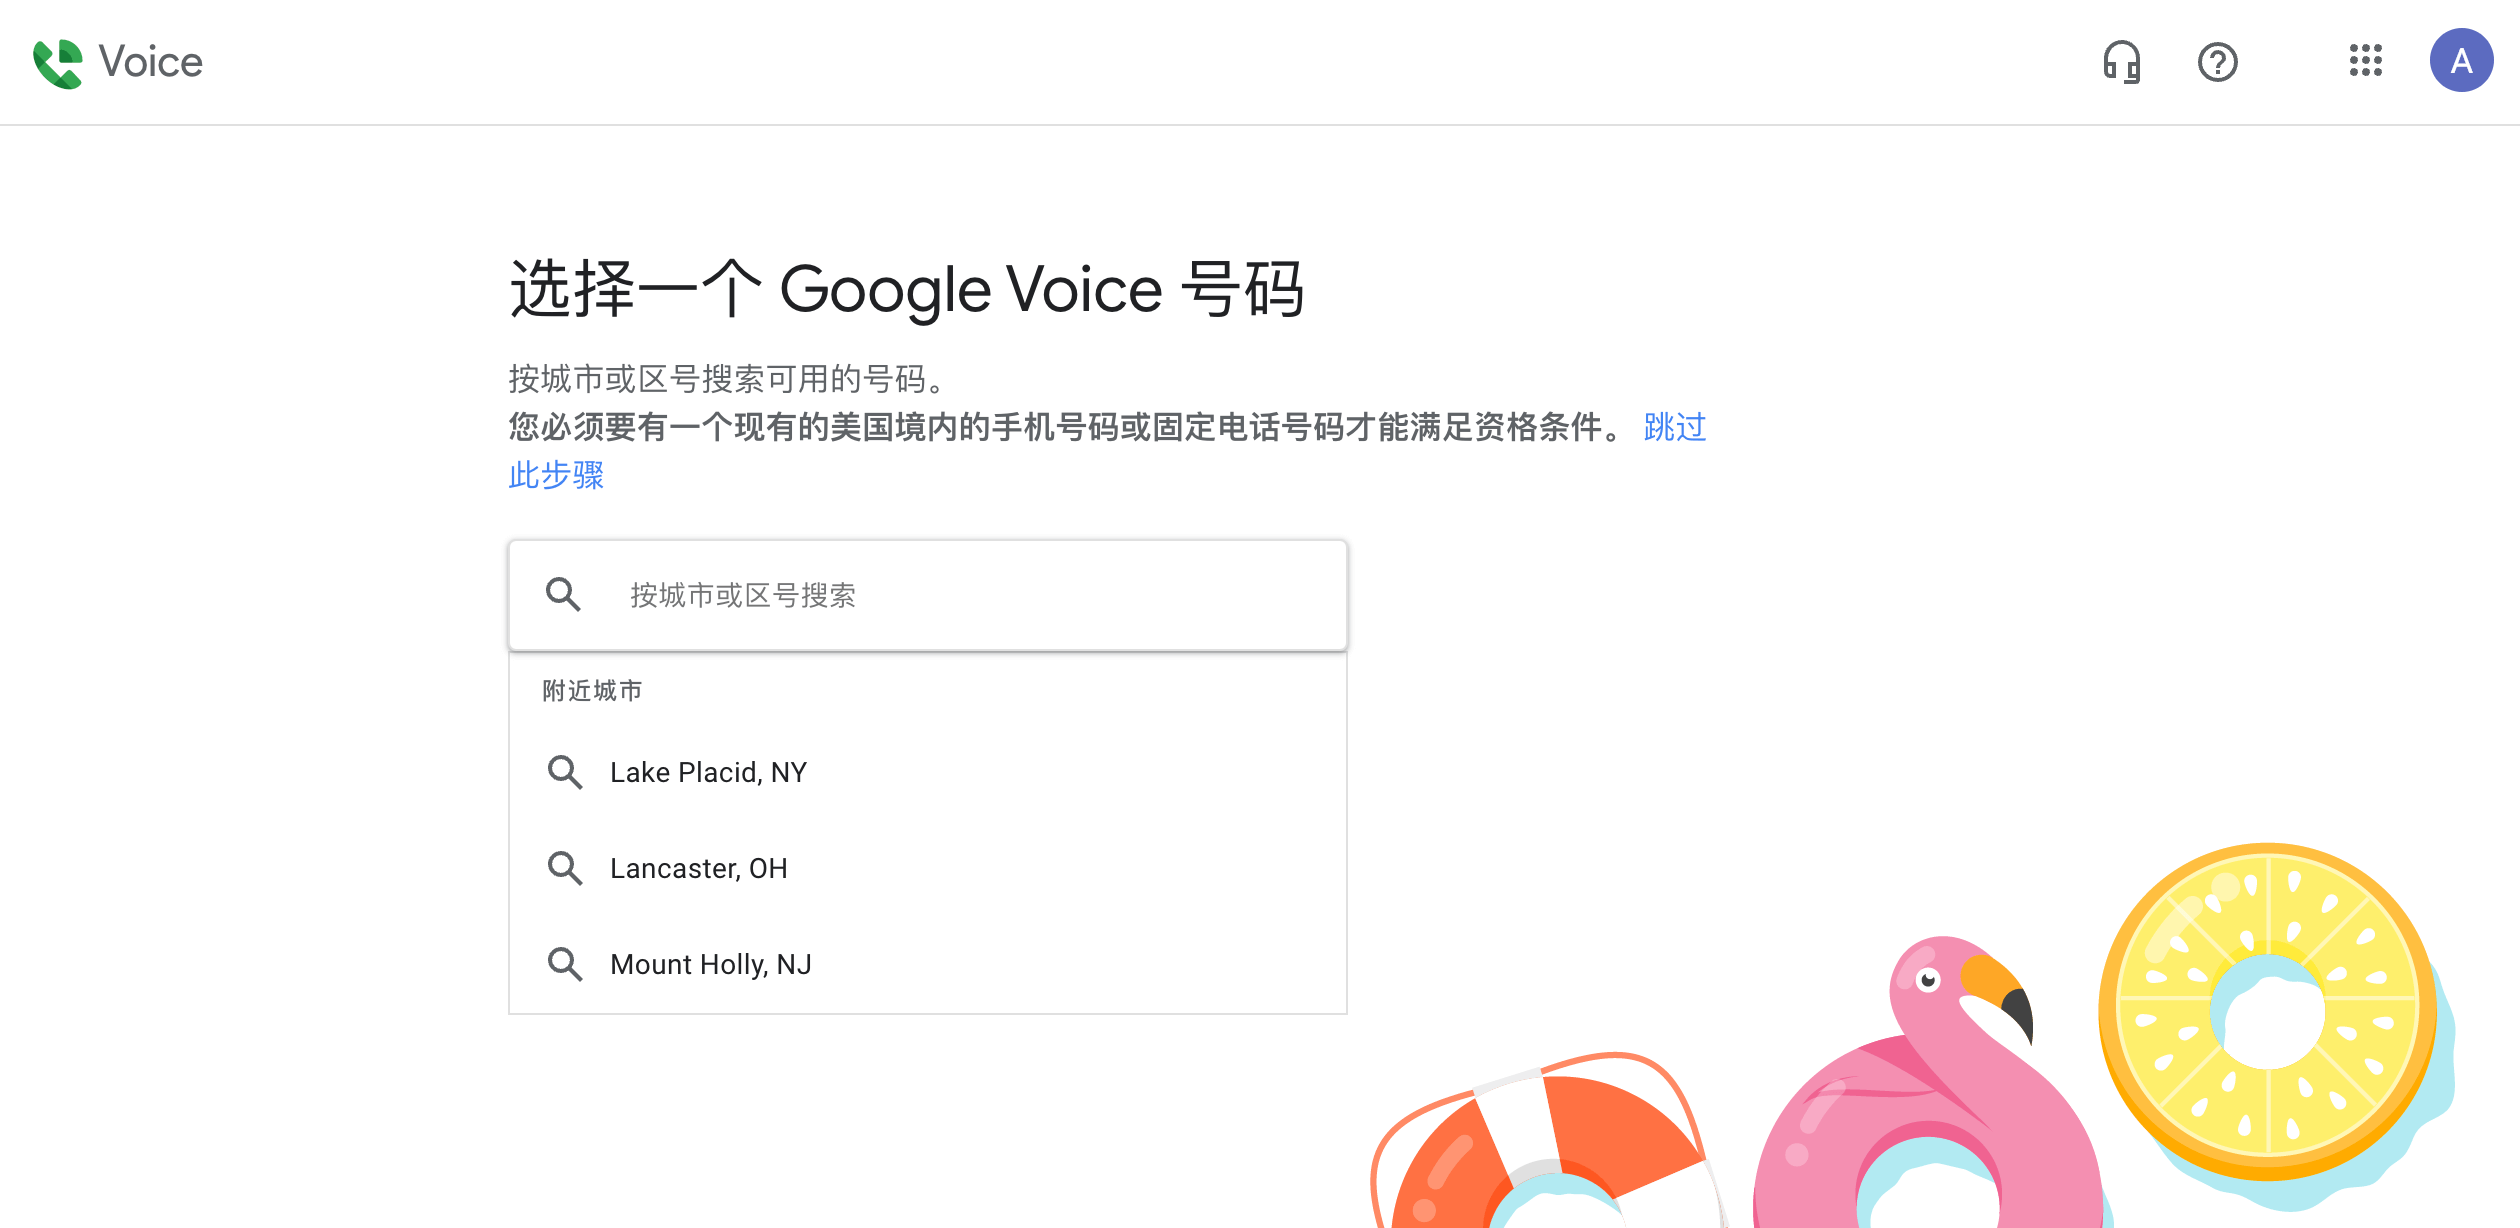 Voice
A
选择一个 Google Voice 号码
按城市或区号搜索可用的号码。
您必须要有一个现有的美国境内的手机号码或固定电话号码才能满足资格条件。 跳过
此步骤
按城市或区号搜索
附近城市
Lake Placid, NY
Lancaster, OH
Mount Holly, NJ